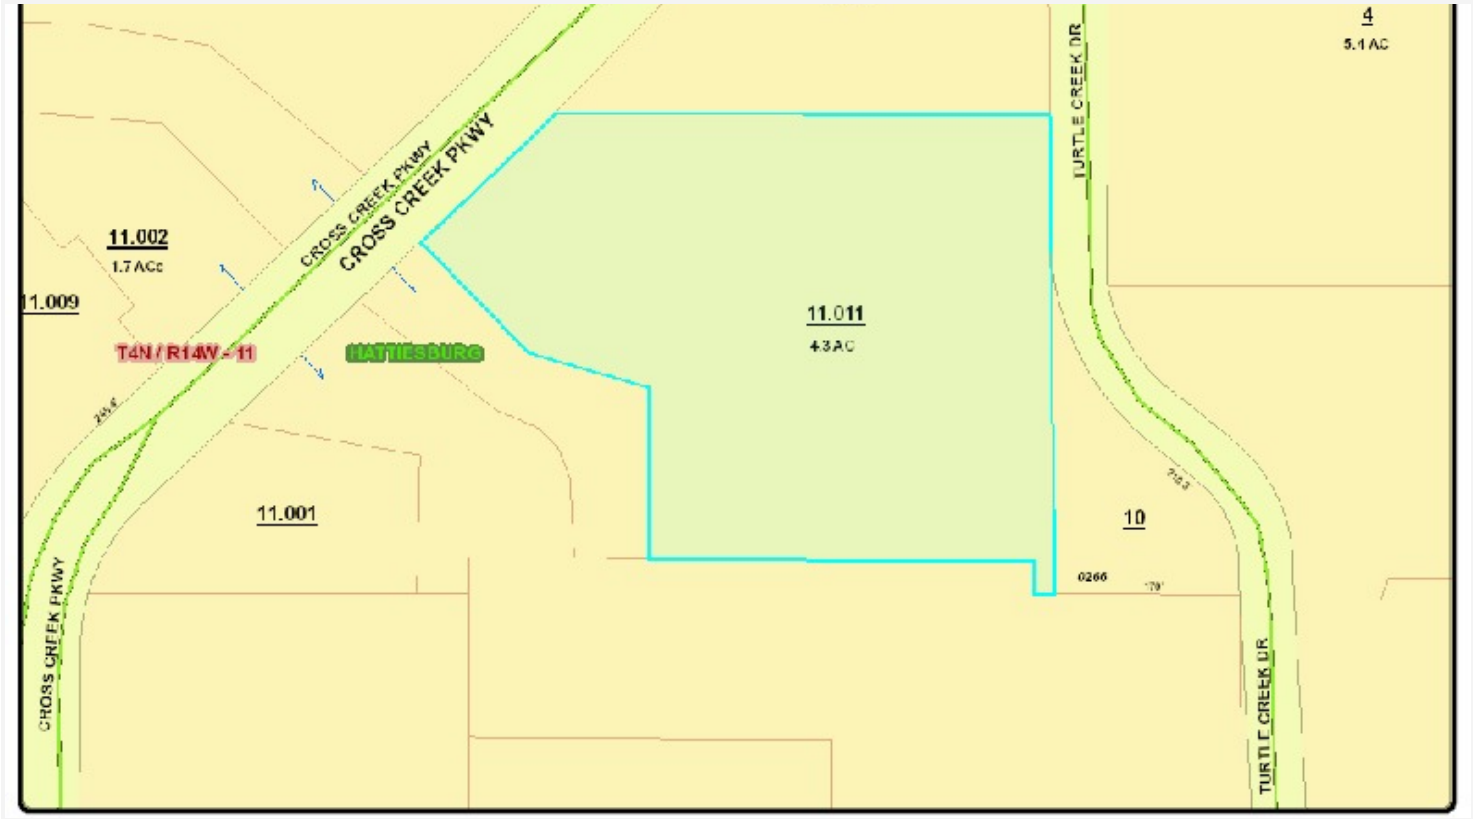 4
5.4 AC
TURTLE CREEK DR
CROSS CREEK PKWY
CROSS CREEK PKWY
11.002
1.7 ACc
11.009
11.011
4.3 AC
T4N / R14W - 11
HATTIESBURG
11.001
10
0266
CROSS CREEK PKWY
TURTLE CREEK DR